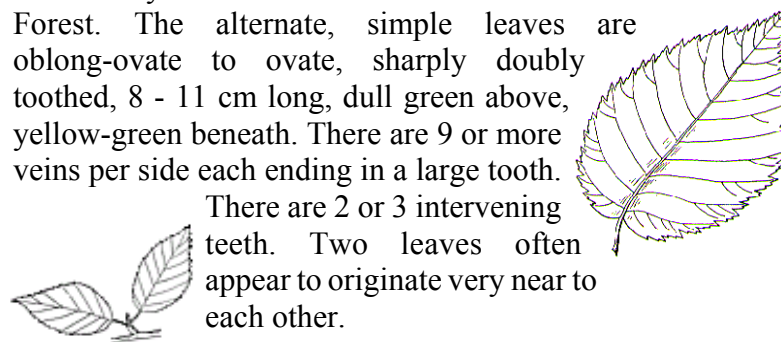 Forest. The alternate, simple leaves are
oblong-ovate to ovate, sharply doubly
toothed, 8 - 11 cm long, dull green above,
yellow-green beneath. There are 9 or more
veins per side each ending in a large tooth.
There are 2 or 3 intervening
teeth. Two leaves often
appear to originate very near to
each other.